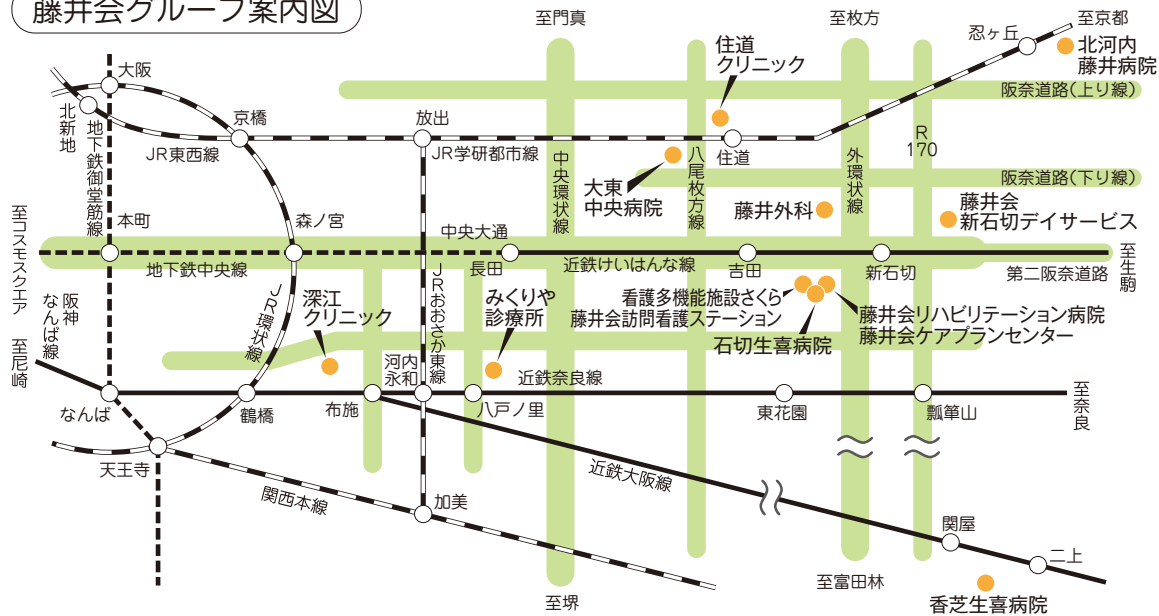 藤井会グループ案内図
至門真
至枚方
至京都
忍ヶ丘
北河内
藤井病院
住道
クリニック
大阪
阪奈道路(上り線)
北新地
地下鉄御堂筋線
京橋
放出
R
170
JR東西線
JR学研都市線
中央環状線
八尾枚方線
住道
外環状線
大東
中央病院
阪奈道路(下り線)
藤井外科
藤井会
新石切デイサービス
至コスモスクエア
本町
森ノ宮
中央大通
地下鉄中央線
長田
近鉄けいはんな線
吉田
新石切
第二阪奈道路
至生駒
阪神
なんば線
JR環状線
深江
クリニック
JRおおさか東線
みくりや
診療所
看護多機能施設さくら
藤井会訪問看護ステーション
石切生喜病院
藤井会リハビリテーション病院
藤井会ケアプランセンター
至尼崎
河内
永和
近鉄奈良線
至奈良
なんば
鶴橋
布施
八戸ノ里
東花園
瓢箪山
天王寺
関西本線
加美
近鉄大阪線
関屋
二上
至富田林
至堺
香芝生喜病院